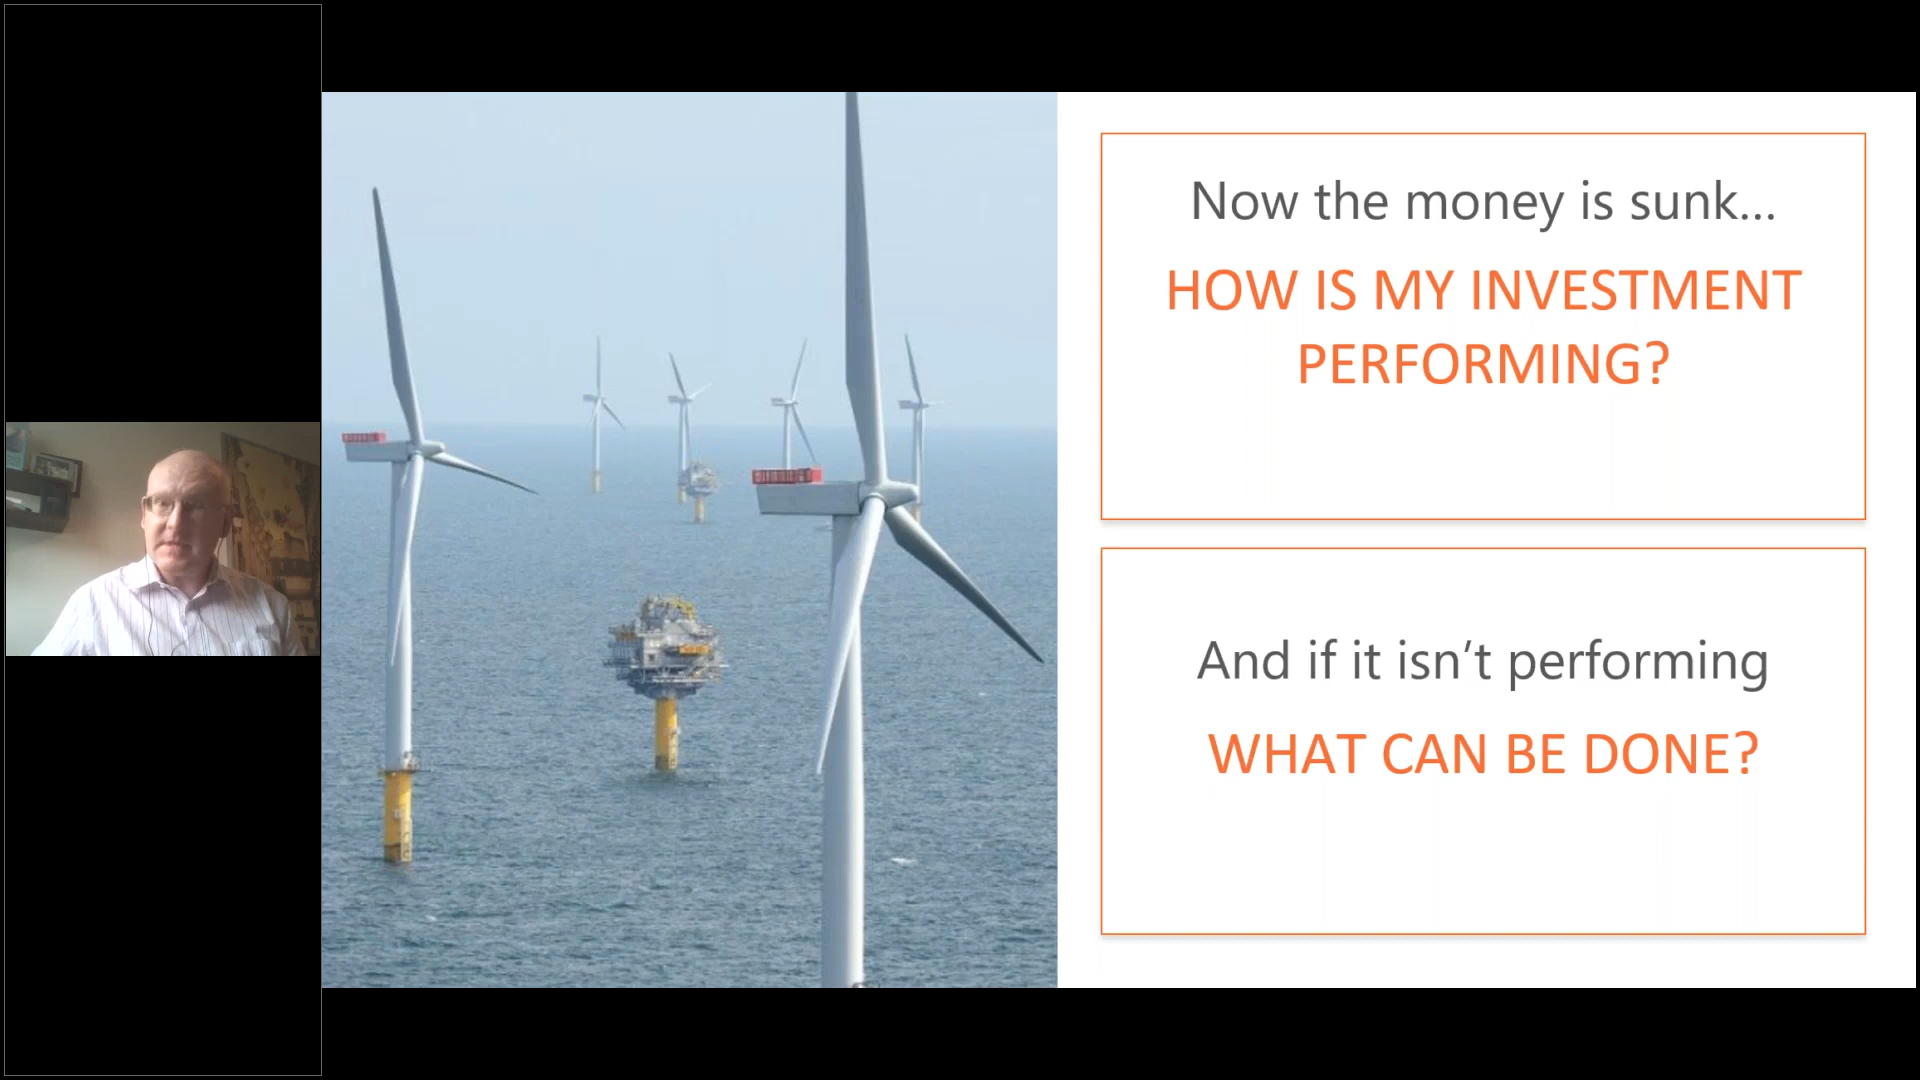 Now the money is sunk...
HOW IS MY INVESTMENT
PERFORMING?
And if it isn’t performing
WHAT CAN BE DONE?